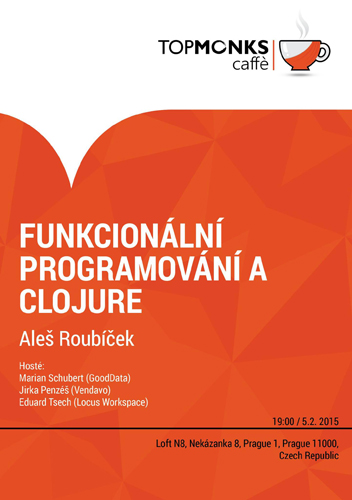 TOPMONKS
caffè
FUNKCIONÁLNÍ
PROGRAMOVÁNÍ A
CLOJURE
Aleš Roubíček
Hosté:
Marian Schubert (GoodData)
Jirka Penzéš (Vendavo)
Eduard Tsech (Locus Workspace)
19:00 / 5.2. 2015
Loft N8, Nekázanka 8, Prague 1, Prague 11000,
Czech Republic